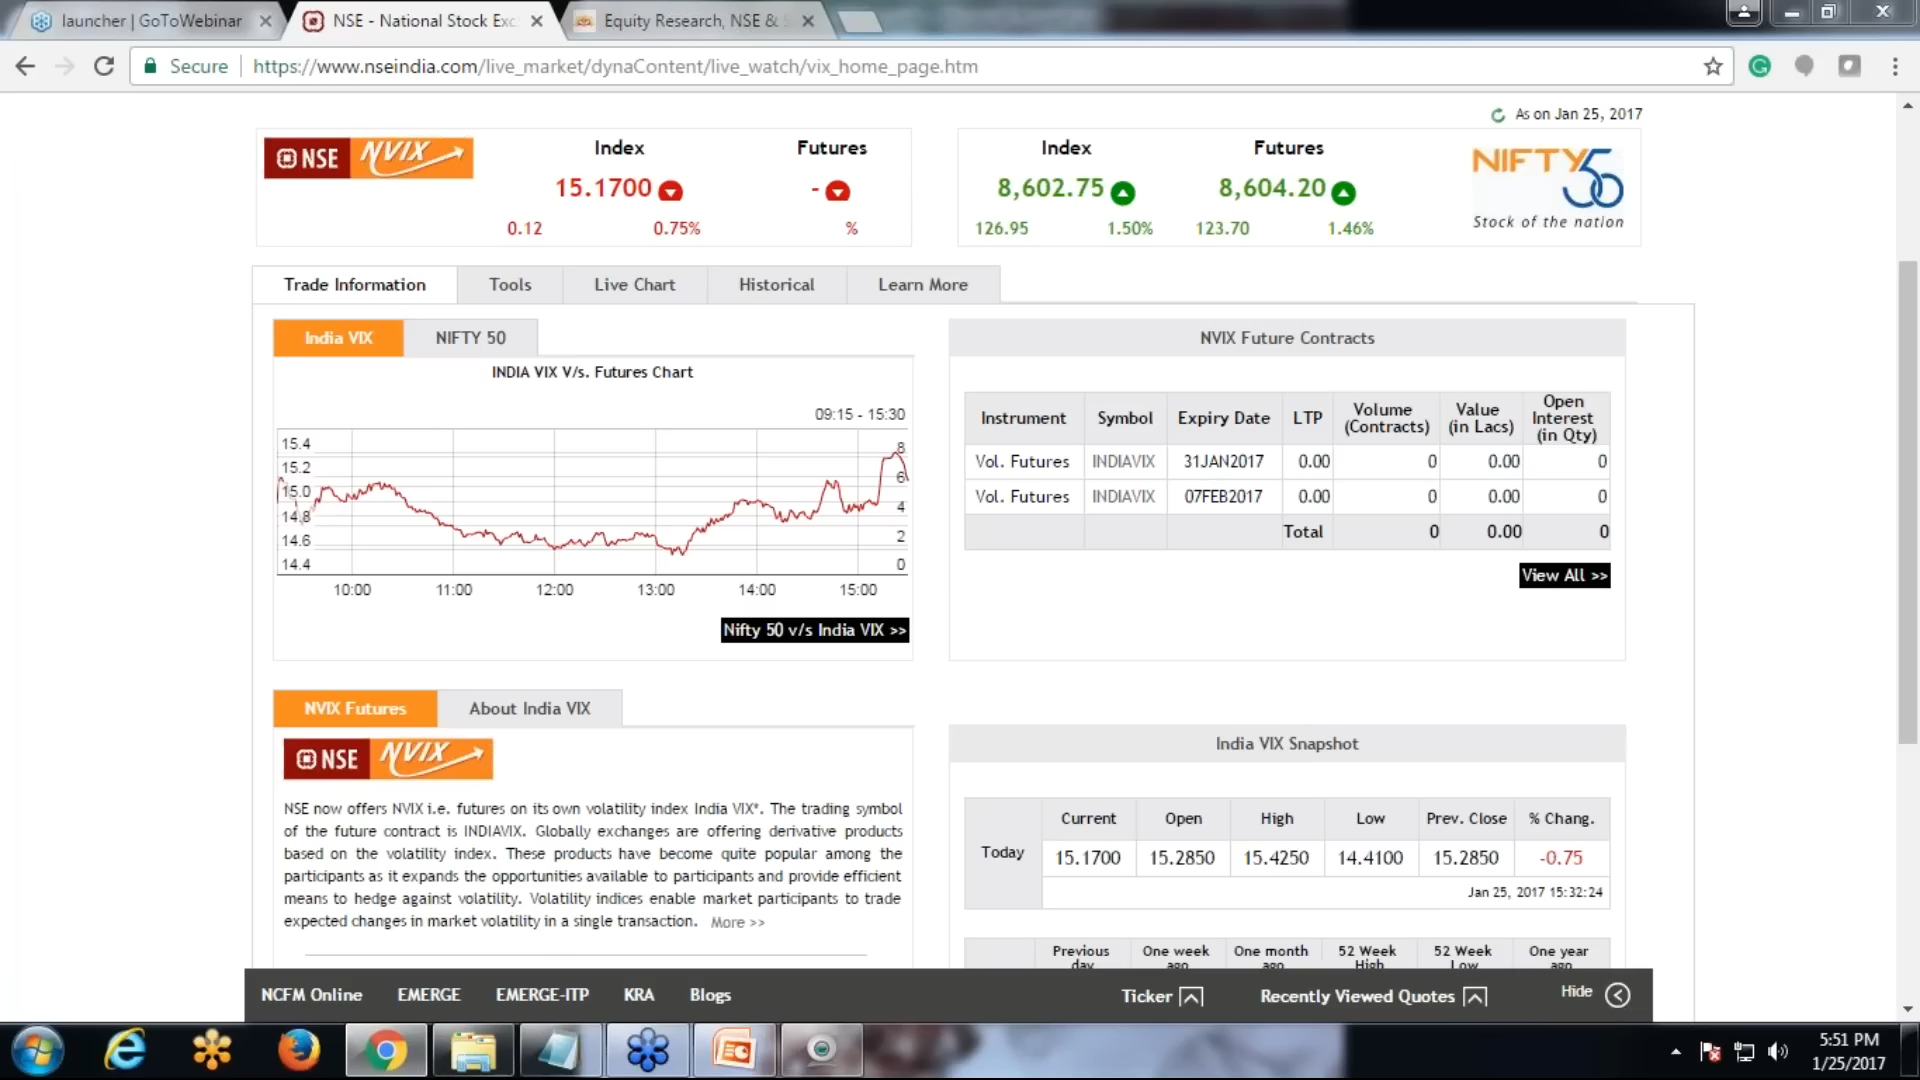 launcher | GoToWebinar
NSE - National Stock Exc
Equity Research, NSE &
Secure
https://www.nseindia.com/live_market/dynaContent/live_watch/vix_home_page.htm
As on Jan 25, 2017
NSE NVIX
Index
Futures
15.1700
-
0.12
0.75%
%
Index
Futures
8,602.75
8,604.20
126.95
1.50%
123.70
1.46%
NIFTY 50
Stock of the nation
Trade Information
Tools
Live Chart
Historical
Learn More
India VIX
NIFTY 50
INDIA VIX V/s. Futures Chart
09:15 - 15:30
15.4
15.2
15.0
14.8
14.6
14.4
8
6
4
2
0
10:00 11:00 12:00 13:00 14:00 15:00
Nifty 50 v/s India VIX >>
NVIX Future Contracts
Instrument Symbol Expiry Date LTP Volume (Contracts) Value (in Lacs) Open Interest (in Qty)
Vol. Futures INDIAVIX 31JAN2017 0.00 0 0.00 0
Vol. Futures INDIAVIX 07FEB2017 0.00 0 0.00 0
Total 0 0.00 0
View All >>
NVIX Futures
About India VIX
NSE NVIX
NSE now offers NVIX i.e. futures on its own volatility index India VIX*. The trading symbol
of the future contract is INDIAVIX. Globally exchanges are offering derivative products
based on the volatility index. These products have become quite popular among the
participants as it expands the opportunities available to participants and provide efficient
means to hedge against volatility. Volatility indices enable market participants to trade
expected changes in market volatility in a single transaction. More >>
India VIX Snapshot
Current Open High Low Prev. Close % Chang.
Today 15.1700 15.2850 15.4250 14.4100 15.2850 -0.75
Jan 25, 2017 15:32:24
Previous One week One month 52 Week 52 Week One year
day ago ago High Low ago
NCFM Online
EMERGE
EMERGE-ITP
KRA
Blogs
Ticker
Recently Viewed Quotes
Hide
5:51 PM
1/25/2017